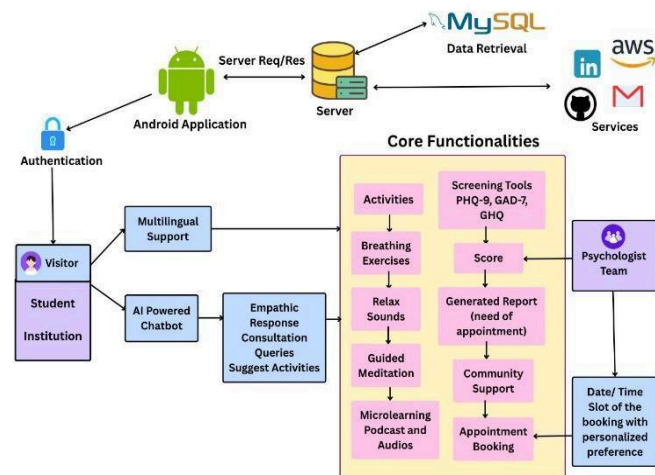 MySQL
Data Retrieval
aws
in
Services
Server Req/Res
Server
Android Application
Authentication
Core Functionalities
Visitor
Student
Institution
Multilingual
Support
AI Powered
Chatbot
Empathic
Response
Consultation
Queries
Suggest Activities
Activities
Breathing
Exercises
Relax
Sounds
Guided
Meditation
Microlearning
Podcast and
Audios
Screening Tools
PHQ-9, GAD-7,
GHQ
Score
Generated Report
(need of
appointment)
Community
Support
Appointment
Booking
Psychologist
Team
Date/ Time
Slot of the
booking with
personalized
preference